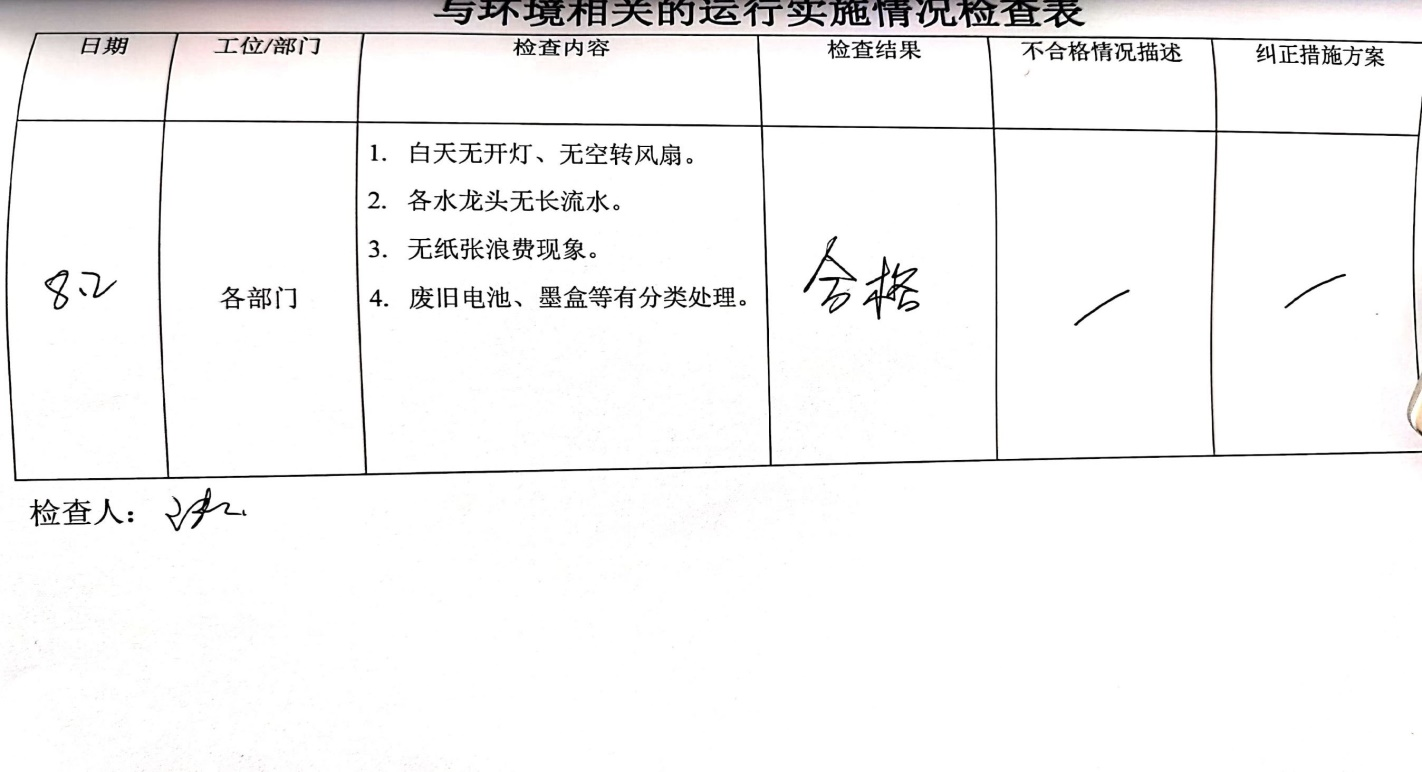 与环境相关的运行实施情况检查表
日期 工位/部门 检查内容 检查结果 不合格情况描述 纠正措施方案
1. 白天无开灯、无空转风扇。
2. 各水龙头无长流水。
3. 无纸张浪费现象。
8.2 各部门 4. 废旧电池、墨盒等有分类处理。 合格 / /
检查人：